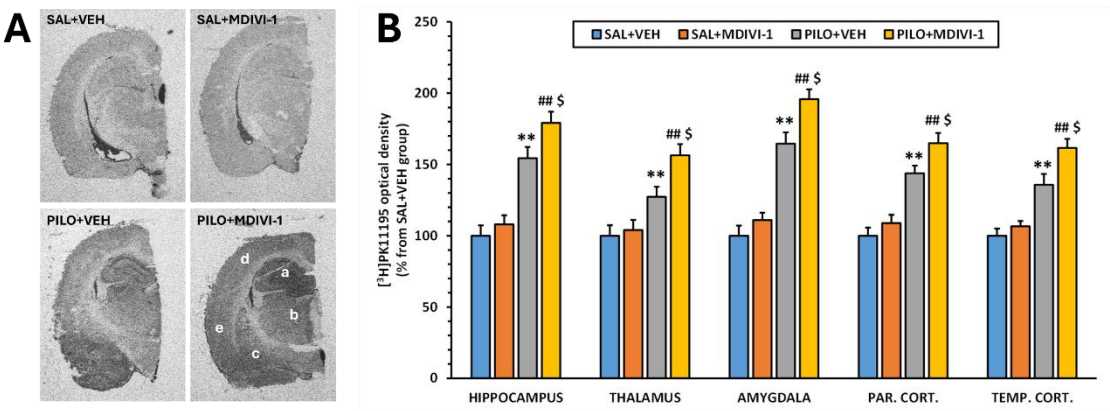 A
SAL+VEH
SAL+MDIVI-1
PILO+VEH
PILO+MDIVI-1
d
a
b
e
c
B
SAL+VEH SAL+MDIVI-1 PILO+VEH PILO+MDIVI-1
[³H]PK11195 optical density
(% from SAL+VEH group)
250
200
150
100
50
0
** ## $
** ## $
** ## $
** ## $
** ## $
HIPPOCAMPUS THALAMUS AMYGDALA PAR. CORT. TEMP. CORT.